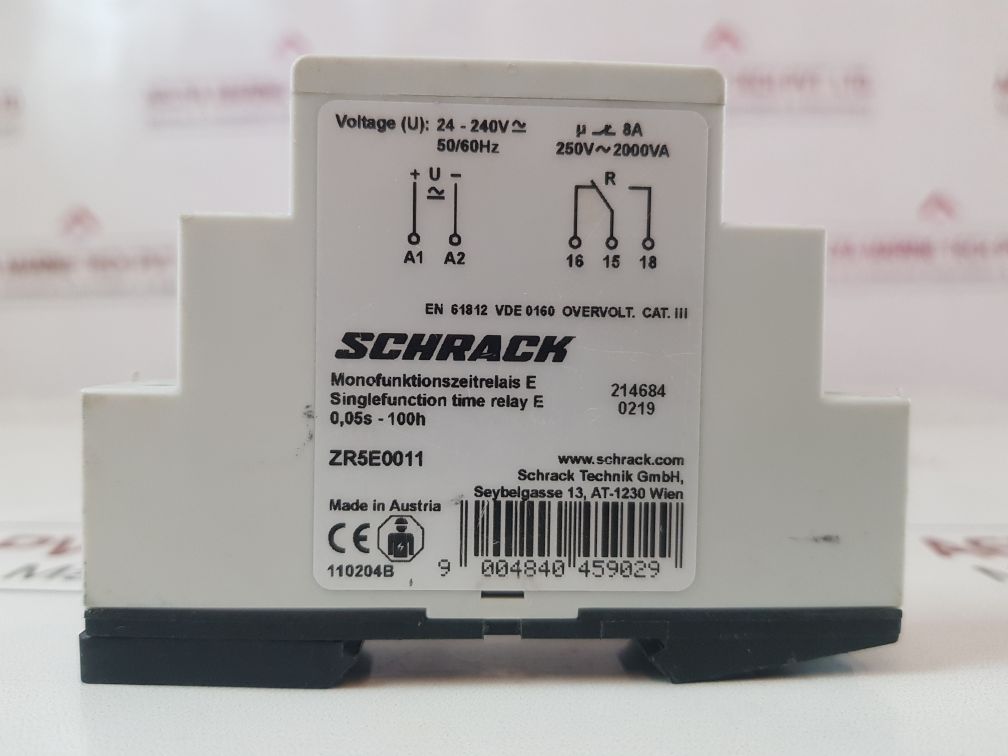 Voltage (U): 24 - 240V ≃ µ 8A
50/60Hz 250V ~ 2000VA
+ U − R
≃
A1 A2 16 15 18
EN 61812 VDE 0160 OVERVOLT. CAT. III
SCHRACK
Monofunktionszeitrelais E 214684
Singlefunction time relay E 0219
0,05s - 100h
ZR5E0011 www.schrack.com
Schrack Technik GmbH,
Seybelgasse 13, AT-1230 Wien
Made in Austria
CE
110204B 9 004840 459029